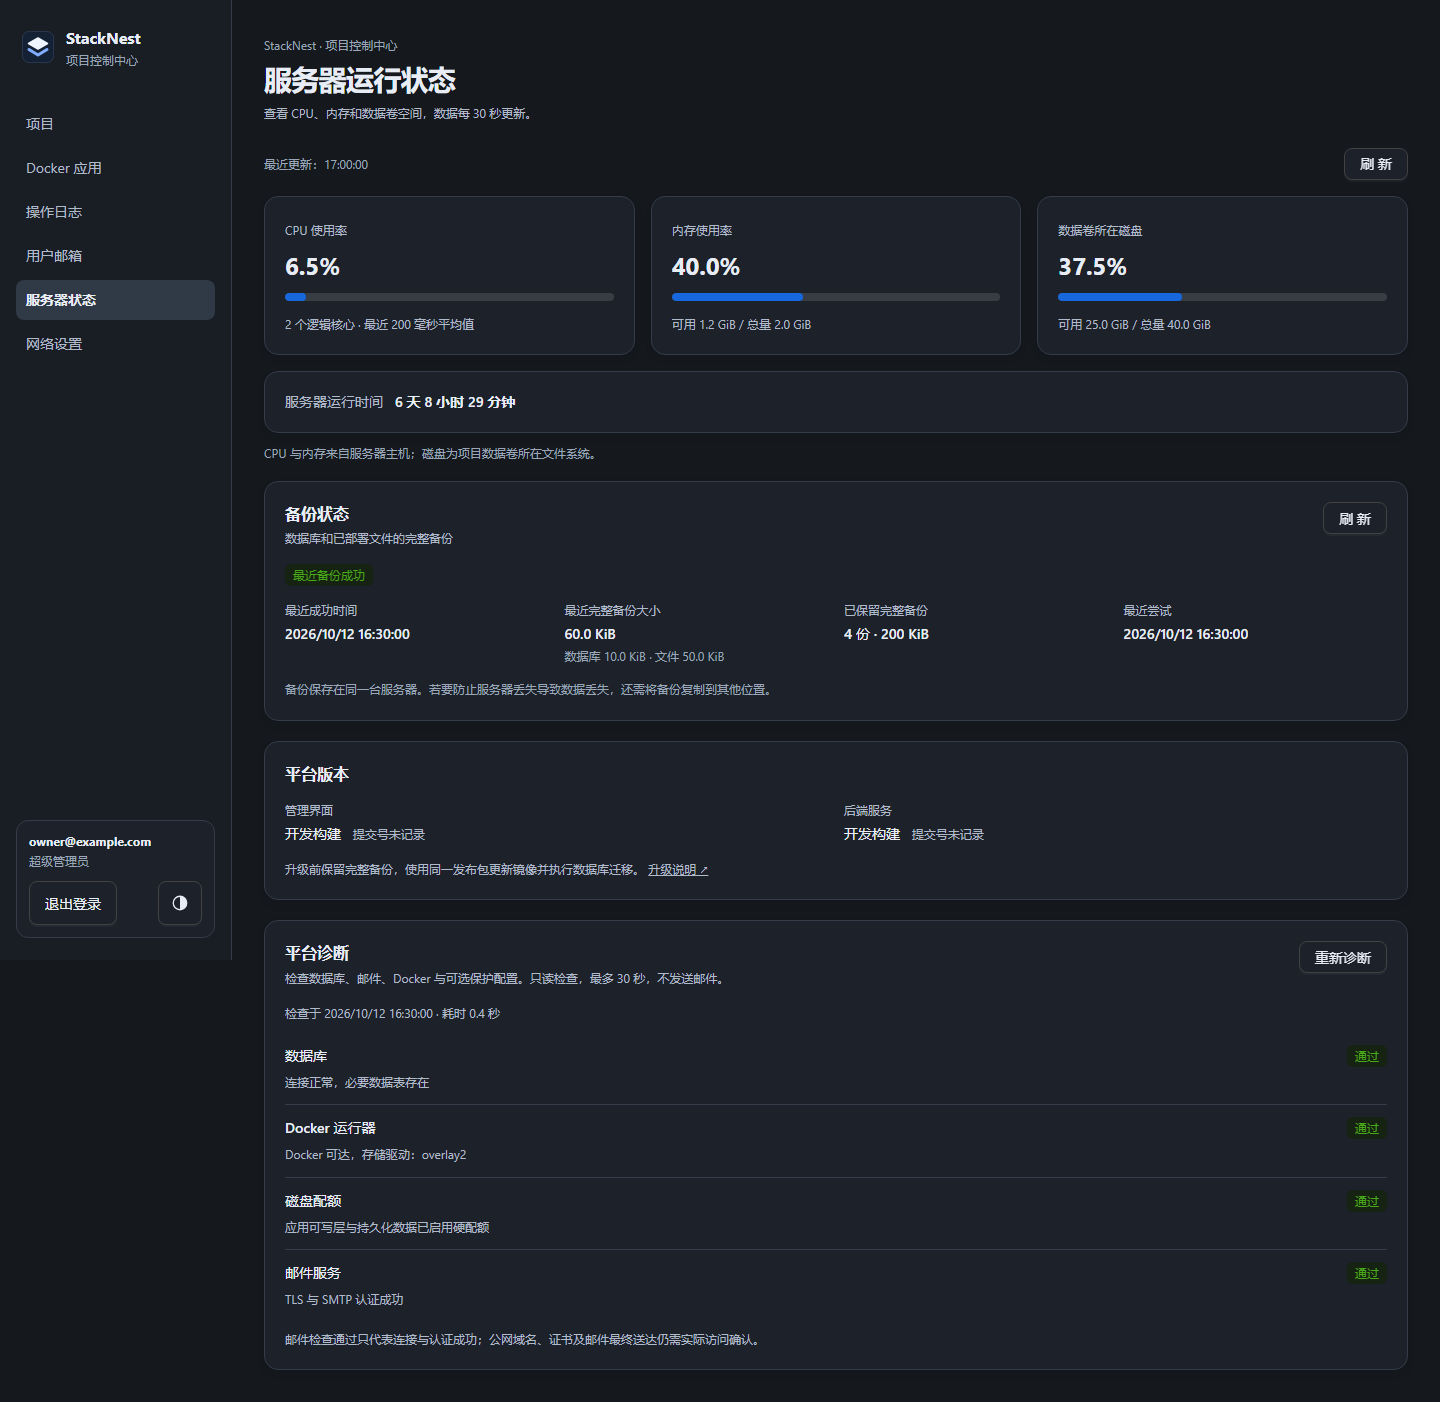 StackNest
项目控制中心
项目
Docker 应用
操作日志
用户邮箱
服务器状态
网络设置
owner@example.com
超级管理员
退出登录
StackNest · 项目控制中心
服务器运行状态
查看 CPU、内存和数据卷空间，数据每 30 秒更新。
最近更新：17:00:00
刷 新
CPU 使用率
6.5%
2 个逻辑核心 · 最近 200 毫秒平均值
内存使用率
40.0%
可用 1.2 GiB / 总量 2.0 GiB
数据卷所在磁盘
37.5%
可用 25.0 GiB / 总量 40.0 GiB
服务器运行时间 6 天 8 小时 29 分钟
CPU 与内存来自服务器主机；磁盘为项目数据卷所在文件系统。
备份状态
刷 新
数据库和已部署文件的完整备份
最近备份成功
最近成功时间
2026/10/12 16:30:00
最近完整备份大小
60.0 KiB
数据库 10.0 KiB · 文件 50.0 KiB
已保留完整备份
4 份 · 200 KiB
最近尝试
2026/10/12 16:30:00
备份保存在同一台服务器。若要防止服务器丢失导致数据丢失，还需将备份复制到其他位置。
平台版本
管理界面
开发构建 提交号未记录
后端服务
开发构建 提交号未记录
升级前保留完整备份，使用同一发布包更新镜像并执行数据库迁移。 升级说明 ↗
平台诊断
重新诊断
检查数据库、邮件、Docker 与可选保护配置。只读检查，最多 30 秒，不发送邮件。
检查于 2026/10/12 16:30:00 · 耗时 0.4 秒
数据库
通过
连接正常，必要数据表存在
Docker 运行器
通过
Docker 可达，存储驱动：overlay2
磁盘配额
通过
应用可写层与持久化数据已启用硬配额
邮件服务
通过
TLS 与 SMTP 认证成功
邮件检查通过只代表连接与认证成功；公网域名、证书及邮件最终送达仍需实际访问确认。